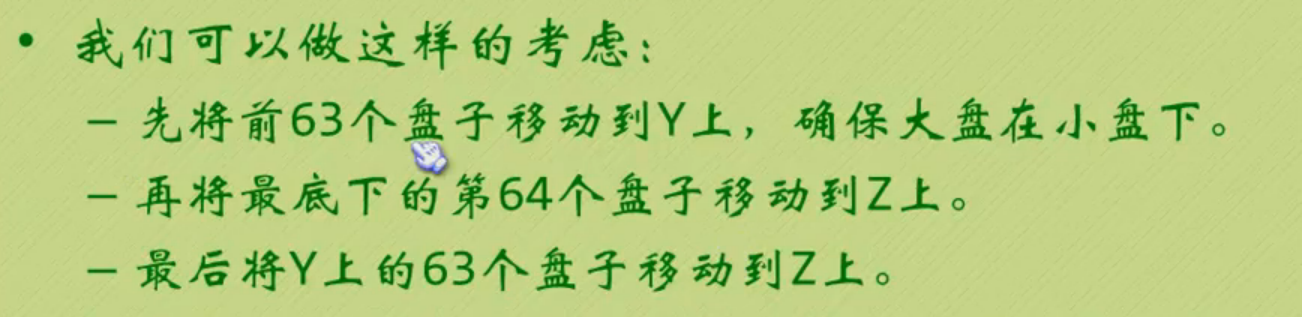 • 我们可以做这样的考虑：
– 先将前63个盘子移动到Y上，确保大盘在小盘下。
– 再将最底下的第64个盘子移动到Z上。
– 最后将Y上的63个盘子移动到Z上。